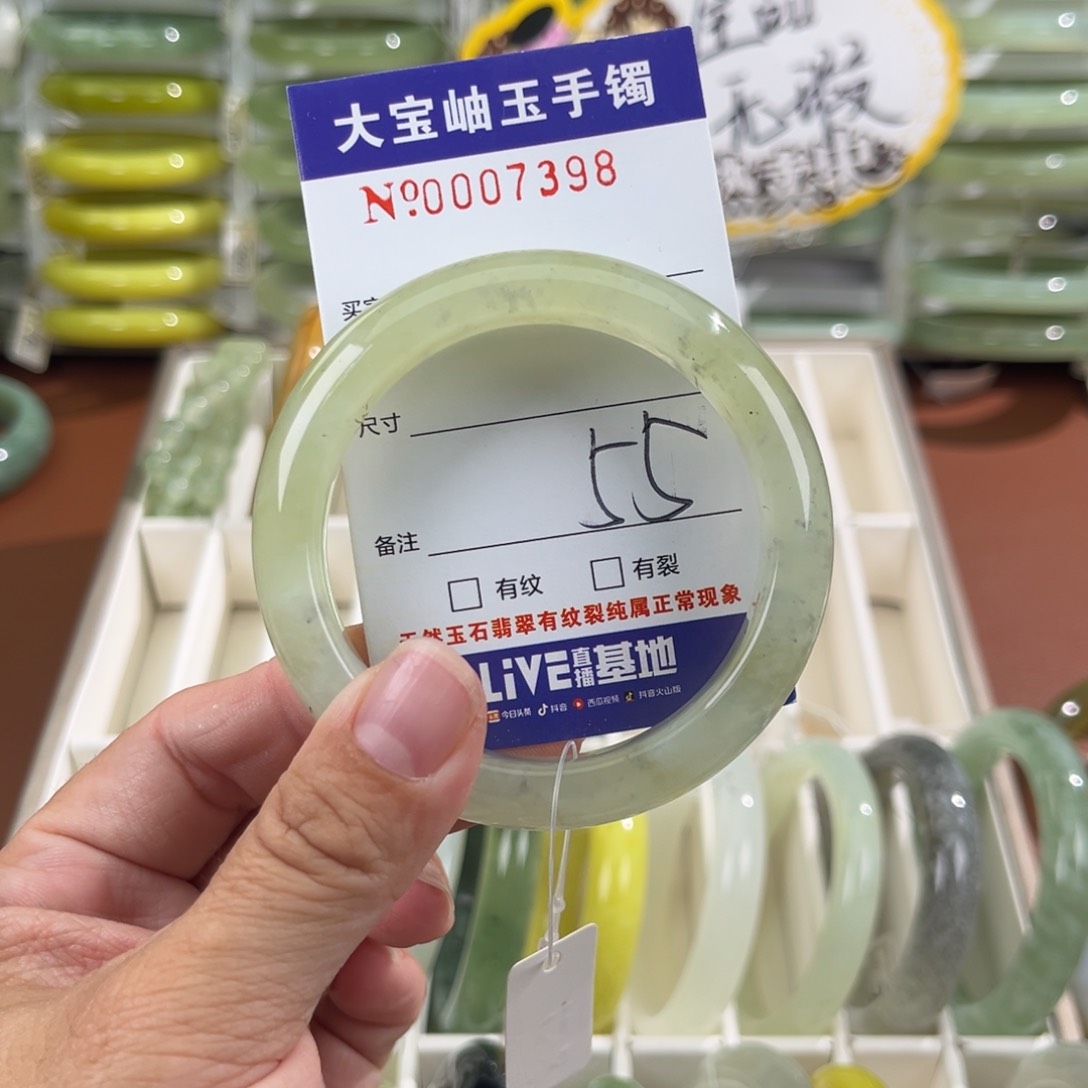 大宝岫玉手镯
№0007398
无瑕
尺寸
55
备注
□ 有纹 □ 有裂
天然玉石翡翠有纹裂纯属正常现象
LiVE直播基地
今日头条 抖音 西瓜视频 抖音火山版